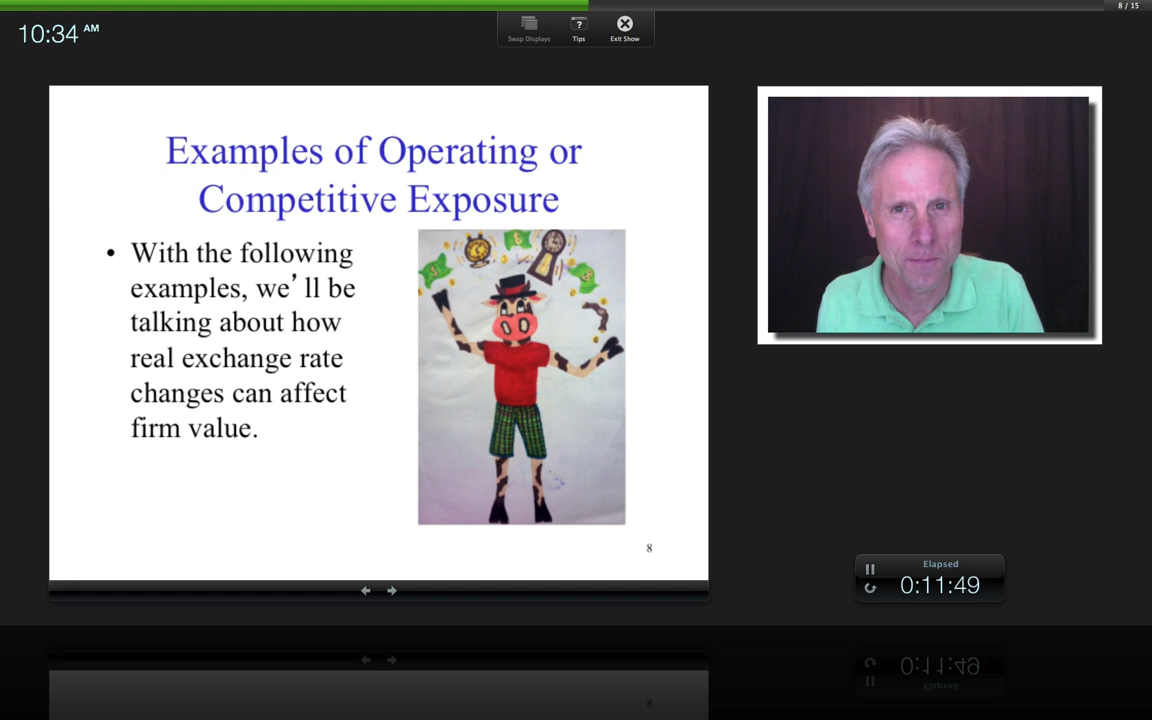 8 / 15
10:34 AM
Swap Displays
Tips
Exit Show
Examples of Operating or
Competitive Exposure
• With the following
examples, we’ ll be
talking about how
real exchange rate
changes can affect
firm value.
8
Elapsed
0:11:49